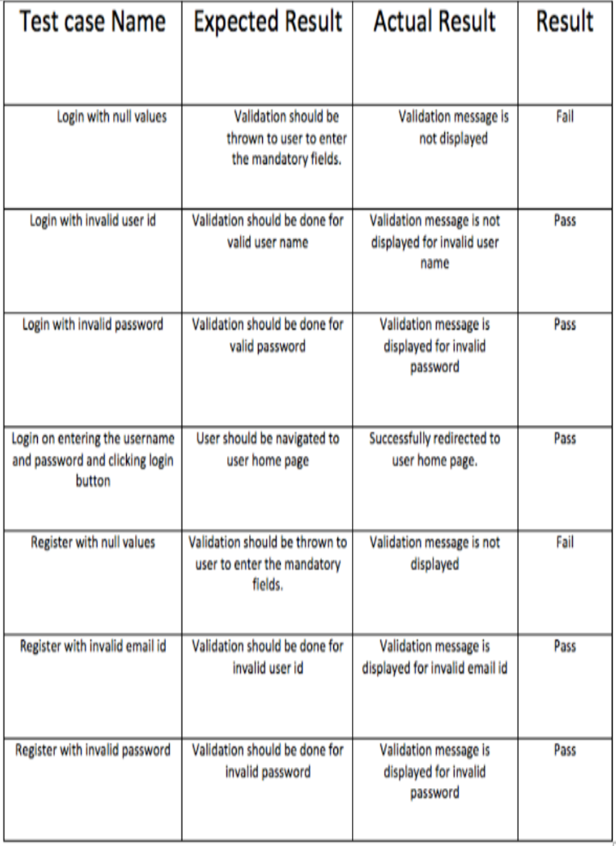 Test case Name Expected Result Actual Result Result
Login with null values Validation should be Validation message is Fail
thrown to user to enter not displayed
the mandatory fields.
Login with invalid user id Validation should be done for Validation message is not Pass
valid user name displayed for invalid user
name
Login with invalid password Validation should be done for Validation message is Pass
valid password displayed for invalid
password
Login on entering the username User should be navigated to Successfully redirected to Pass
and password and clicking login user home page user home page.
button
Register with null values Validation should be thrown to Validation message is not Fail
user to enter the mandatory displayed
fields.
Register with invalid email id Validation should be done for Validation message is Pass
invalid user id displayed for invalid email id
Register with invalid password Validation should be done for Validation message is Pass
invalid password displayed for invalid
password